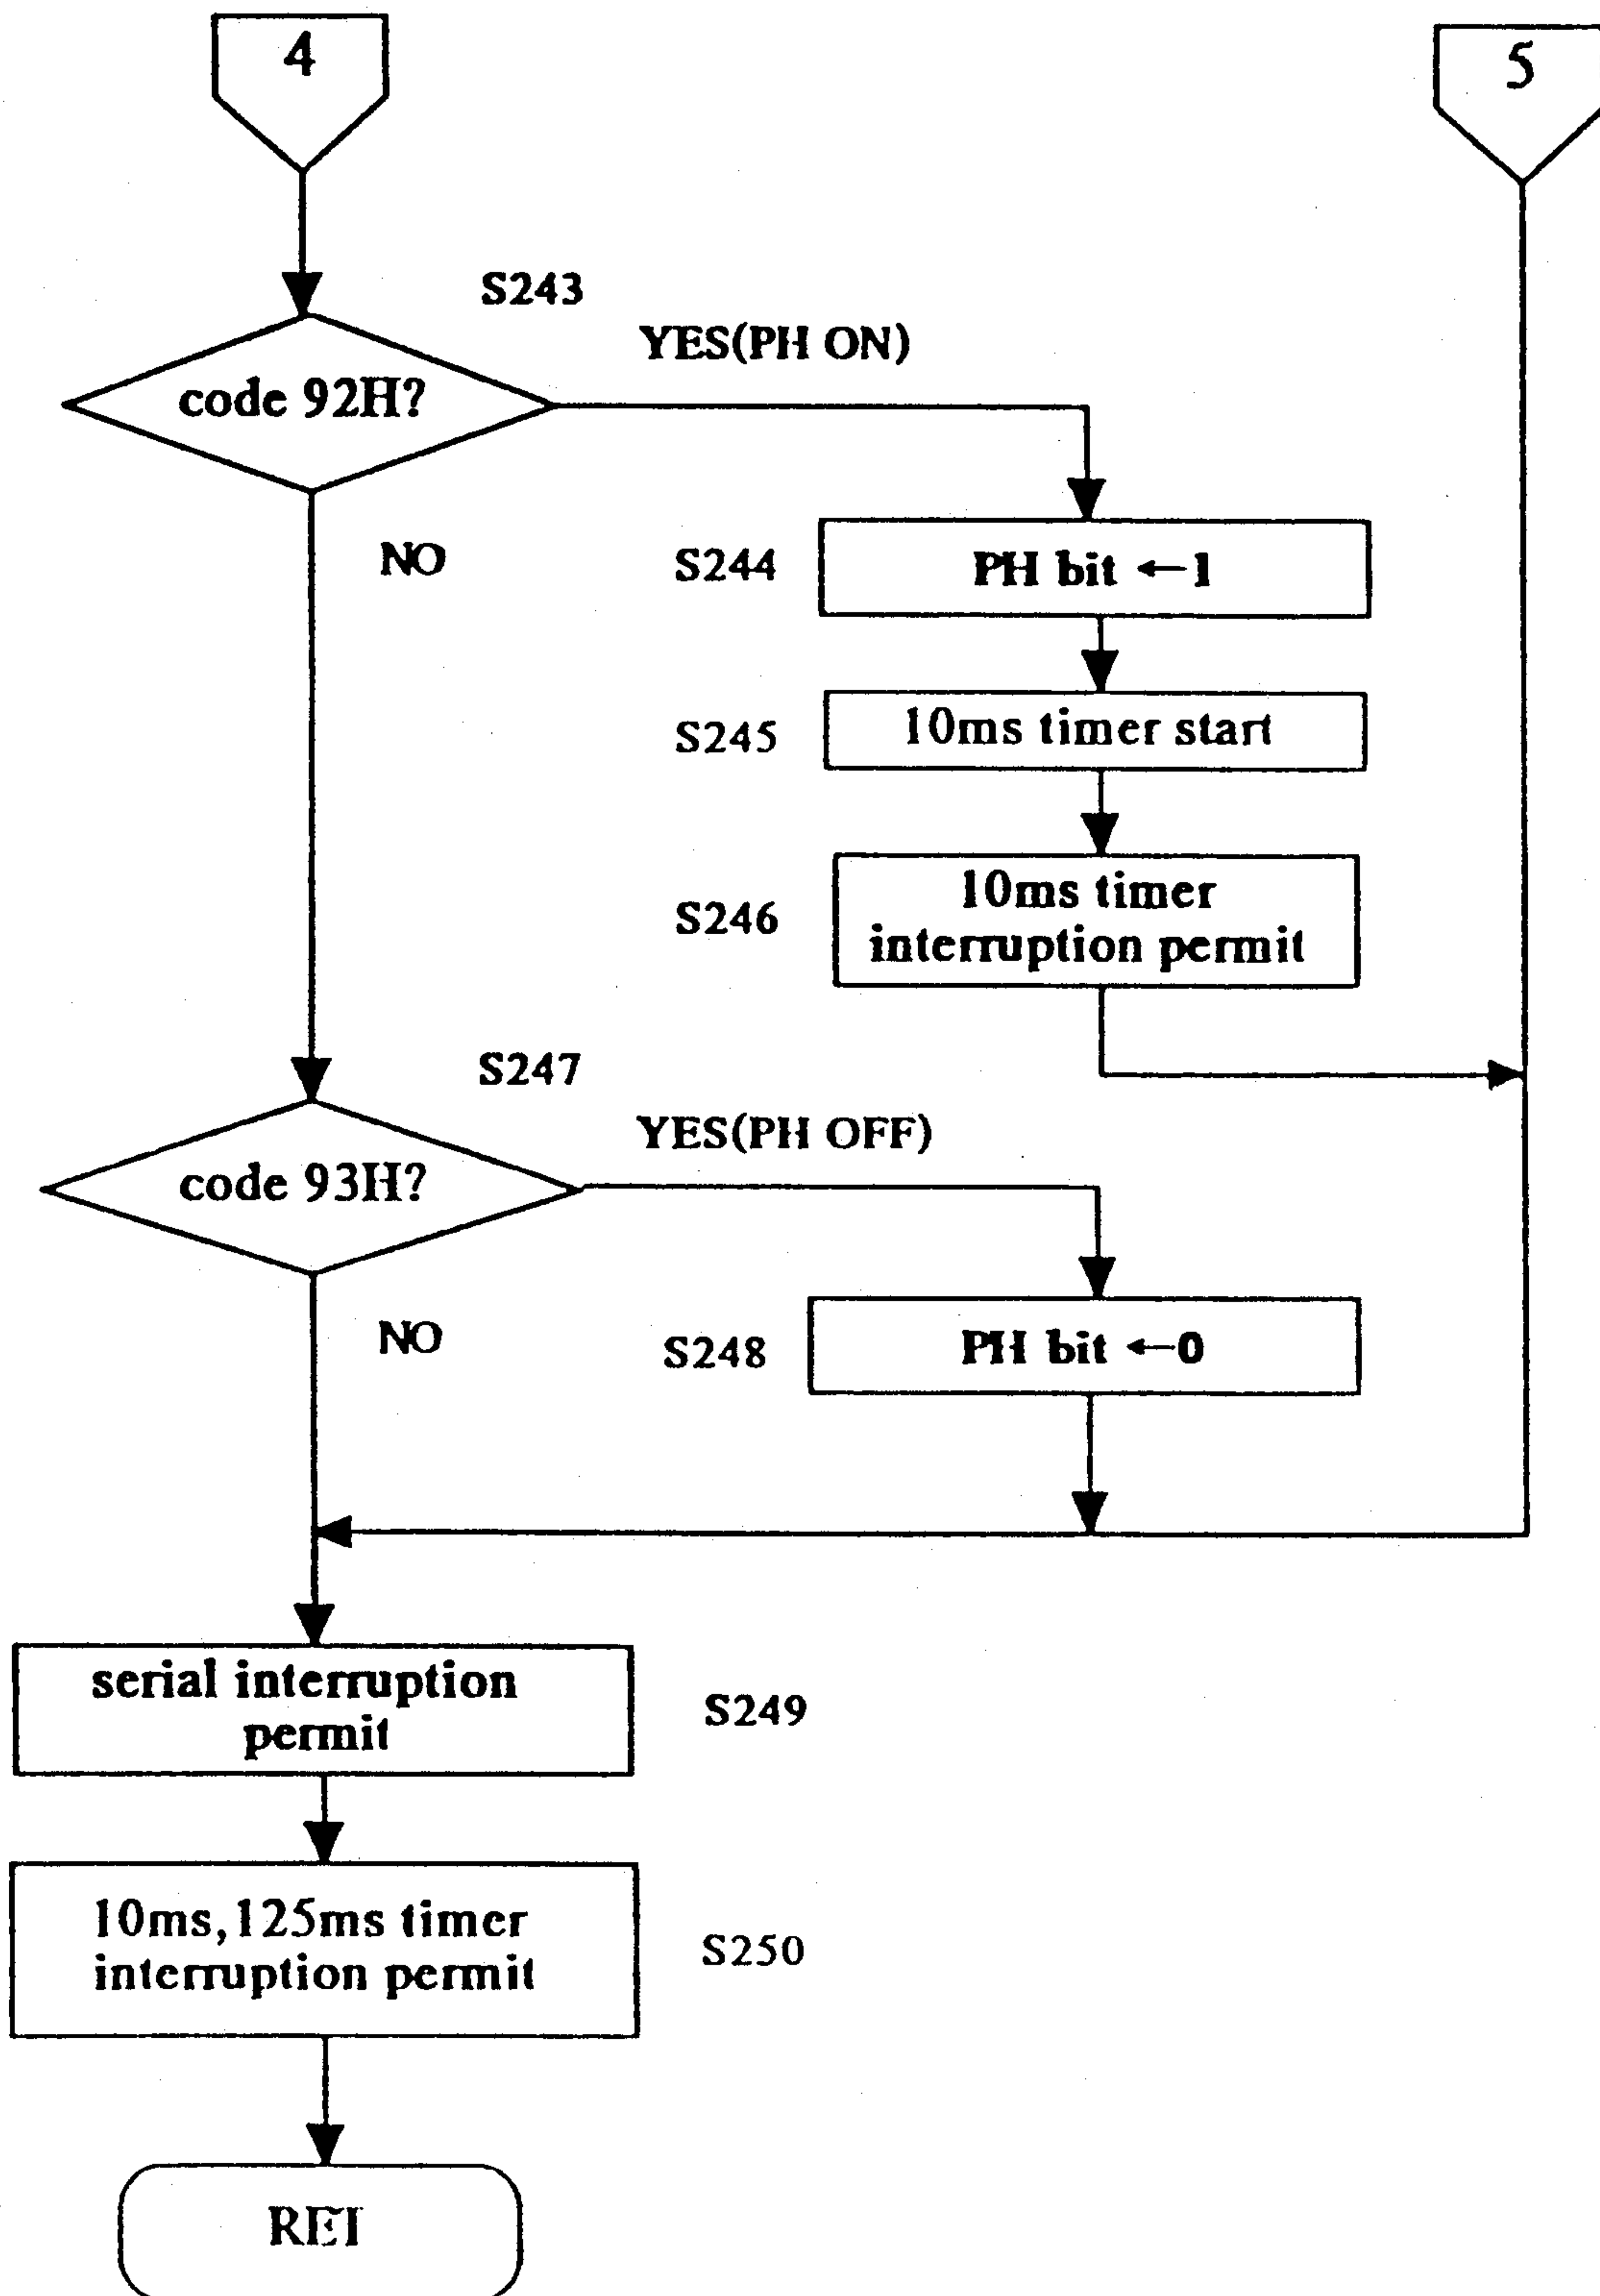 4
5
S243
YES(PH ON)
code 92H?
NO
S244
PH bit ←1
S245
10ms timer start
S246
10ms timer
interruption permit
S247
YES(PH OFF)
code 93H?
NO
S248
PH bit ←0
serial interruption
permit
S249
10ms,125ms timer
interruption permit
S250
REI